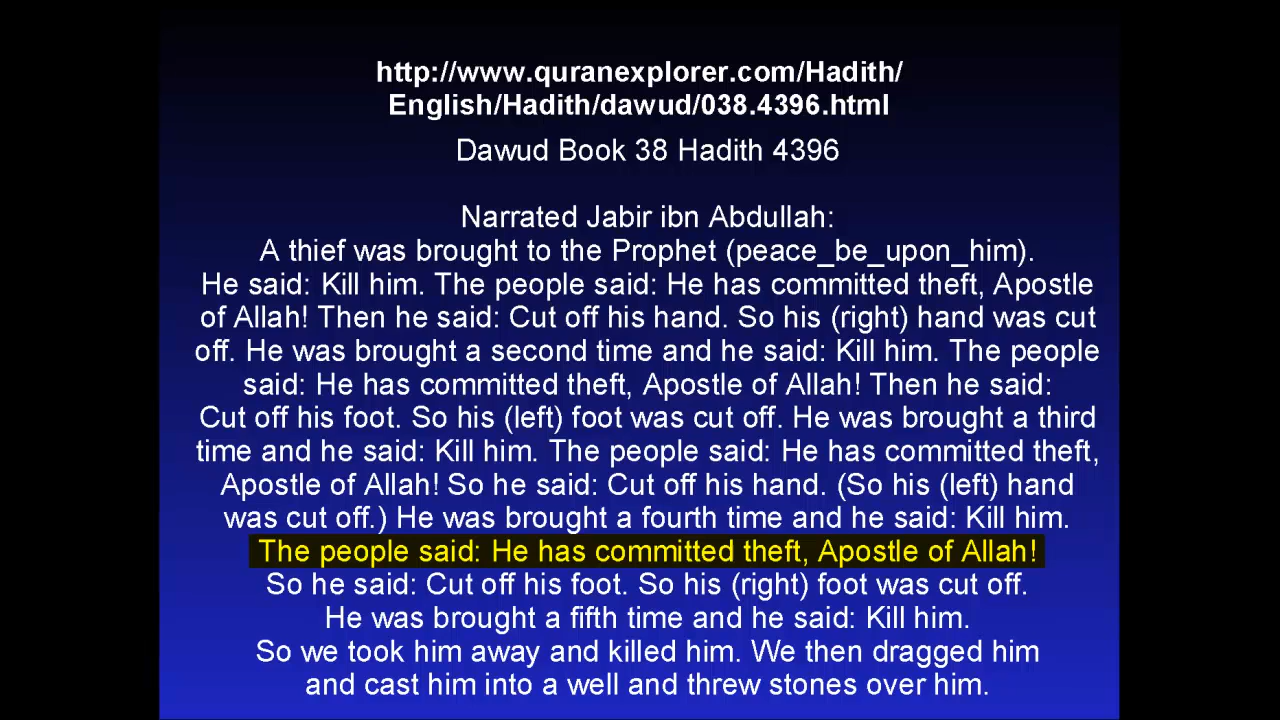 http://www.quranexplorer.com/Hadith/
English/Hadith/dawud/038.4396.html
Dawud Book 38 Hadith 4396
Narrated Jabir ibn Abdullah:
A thief was brought to the Prophet (peace_be_upon_him).
He said: Kill him. The people said: He has committed theft, Apostle
of Allah! Then he said: Cut off his hand. So his (right) hand was cut
off. He was brought a second time and he said: Kill him. The people
said: He has committed theft, Apostle of Allah! Then he said:
Cut off his foot. So his (left) foot was cut off. He was brought a third
time and he said: Kill him. The people said: He has committed theft,
Apostle of Allah! So he said: Cut off his hand. (So his (left) hand
was cut off.) He was brought a fourth time and he said: Kill him.
The people said: He has committed theft, Apostle of Allah!
So he said: Cut off his foot. So his (right) foot was cut off.
He was brought a fifth time and he said: Kill him.
So we took him away and killed him. We then dragged him
and cast him into a well and threw stones over him.